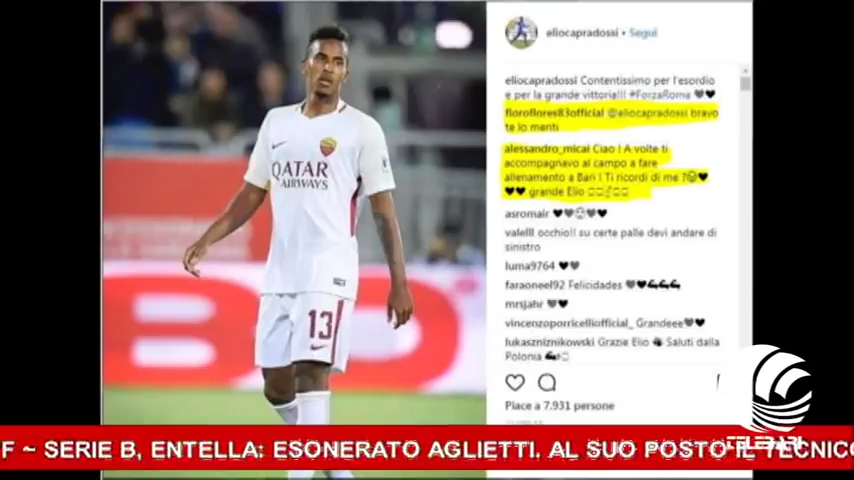 eliocapradossi • Segui
eliocapradossi Contentissimo per l'esordio
e per la grande vittoria!!! #ForzaRoma
floroflores83official @eliocapradossi bravo
te lo meriti
alessandro_micai Ciao ! A volte ti
accompagnavo al campo a fare
allenamento a Bari ! Ti ricordi di me ?
grande Elio
asromair
valelll occhio!! su certe palle devi andare di
sinistro
luma9764
faraoneel92 Felicidades
mrsjahr
vincenzoporricelliofficial_ Grandeee
lukaszniznikowski Grazie Elio Saluti dalla
Polonia
Piace a 7.931 persone
QATAR
AIRWAYS
13
TELEBARI
F ~ SERIE B, ENTELLA: ESONERATO AGLIETTI. AL SUO POSTO IL TECNICO